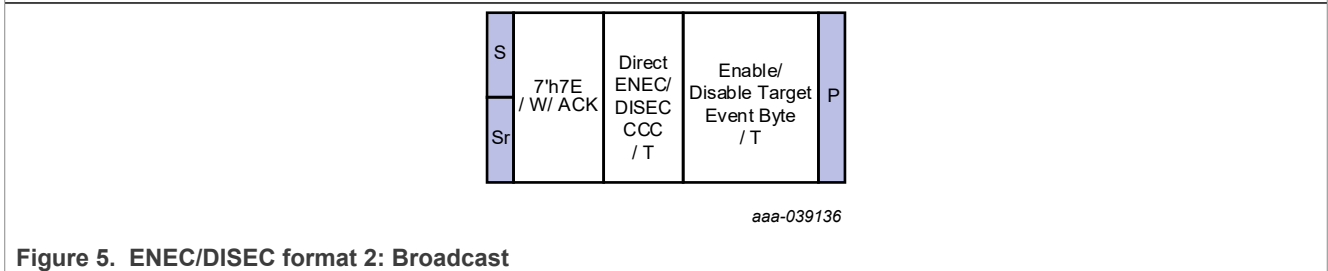 S
Sr
7'h7E
/ W/ ACK
Direct
ENEC/
DISEC
CCC
/ T
Enable/
Disable Target
Event Byte
/ T
P
aaa-039136
Figure 5. ENEC/DISEC format 2: Broadcast